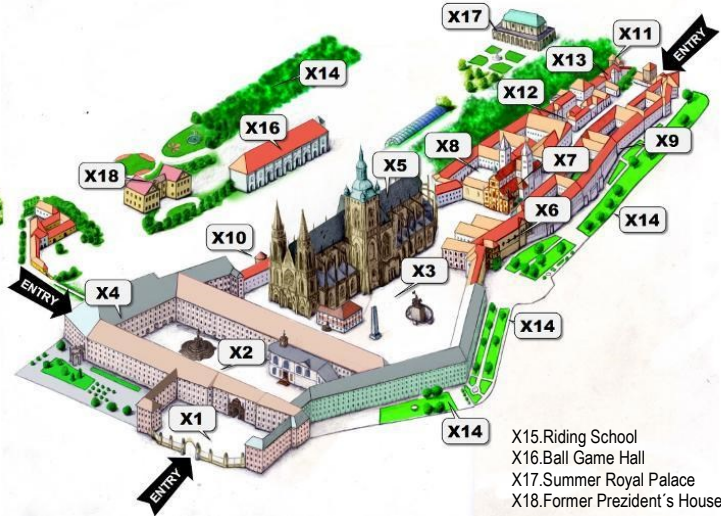 X17
X11
ENTRY
X14
X13
X12
X16
X9
X8
X5
X7
X18
X6
X14
X10
X3
ENTRY
X4
X14
X2
X14
X1
ENTRY
X15.Riding School
X16.Ball Game Hall
X17.Summer Royal Palace
X18.Former Prezident´s House